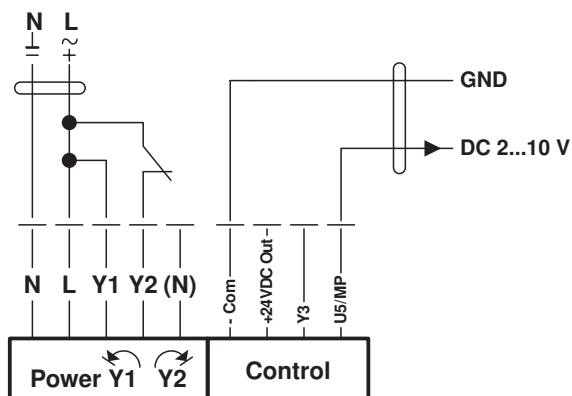 N L
⊥ ~
= +
GND
DC 2...10 V
N L Y1 Y2 (N)
- Com
+24VDC Out
Y3
U5/MP
Power Y1 Y2
Control